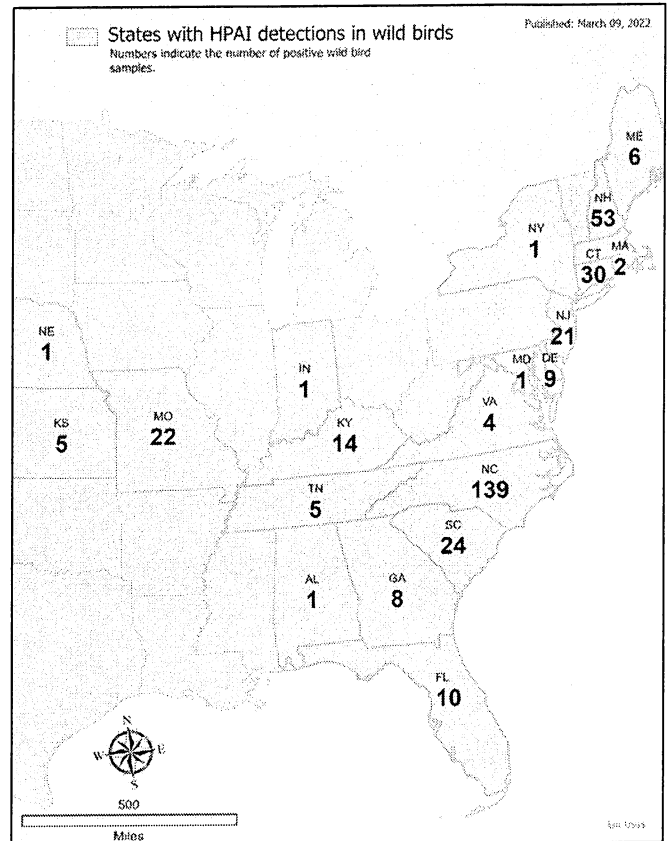 States with HPAI detections in wild birds
Numbers indicate the number of positive wild bird
samples.
Published: March 09, 2022
ME
6
NH
53
NY
1
MA
2
CT
30
NJ
21
NE
1
IN
1
MD
1
DE
9
VA
4
KS
5
MO
22
KY
14
NC
139
TN
5
SC
24
AL
1
GA
8
FL
10
N
W
E
S
500
Miles